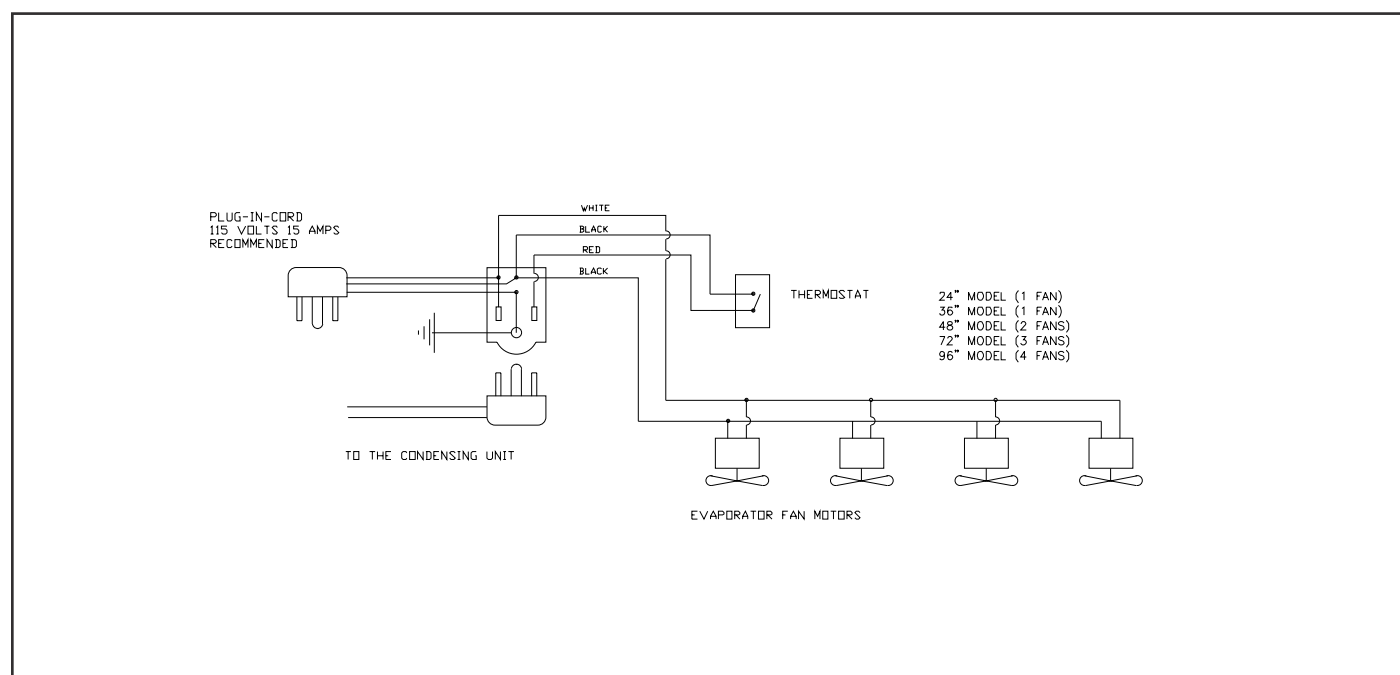 PLUG-IN-CORD
115 VOLTS 15 AMPS
RECOMMENDED
WHITE
BLACK
RED
BLACK
THERMOSTAT
24" MODEL (1 FAN)
36" MODEL (1 FAN)
48" MODEL (2 FANS)
72" MODEL (3 FANS)
96" MODEL (4 FANS)
TO THE CONDENSING UNIT
EVAPORATOR FAN MOTORS